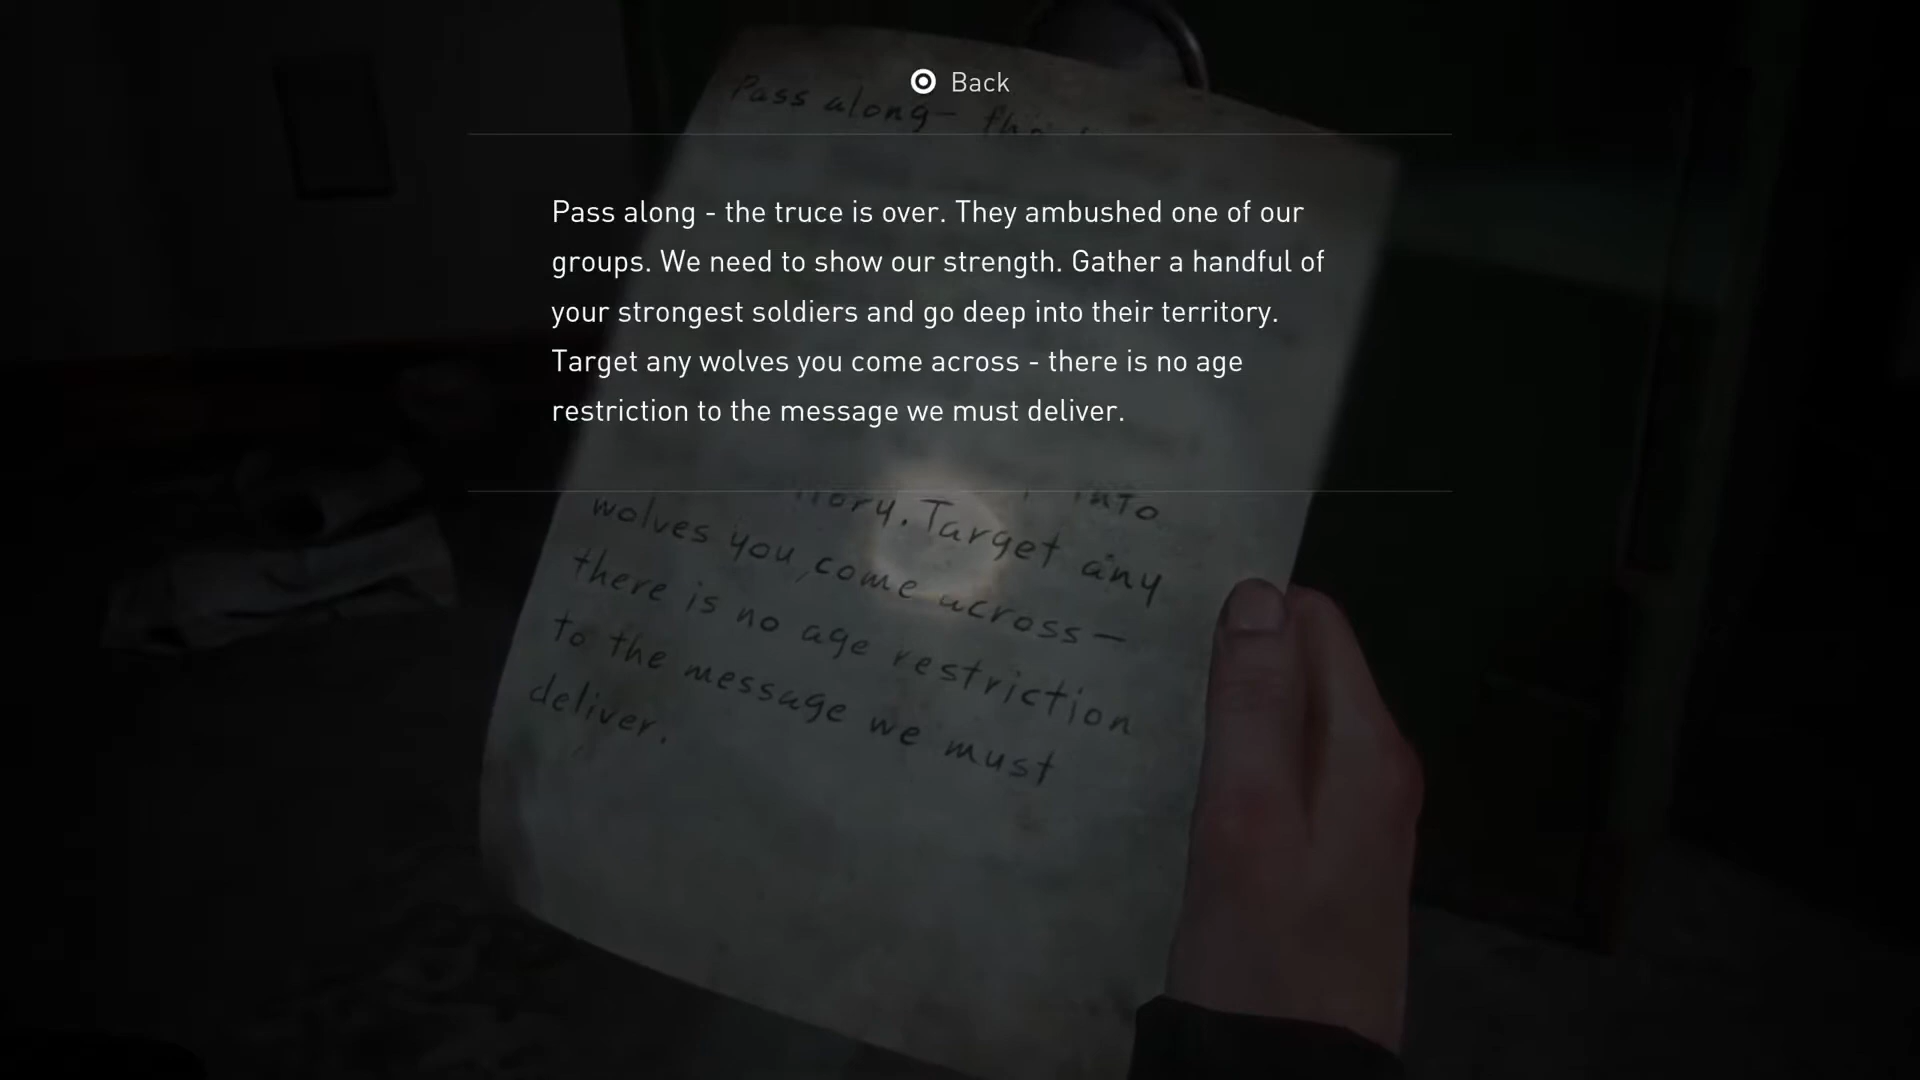 Back
Pass along- the
Pass along - the truce is over. They ambushed one of our
groups. We need to show our strength. Gather a handful of
your strongest soldiers and go deep into their territory.
Target any wolves you come across - there is no age
restriction to the message we must deliver.
into
Target any
wolves you come across-
there is no age restriction
to the message we must
deliver.